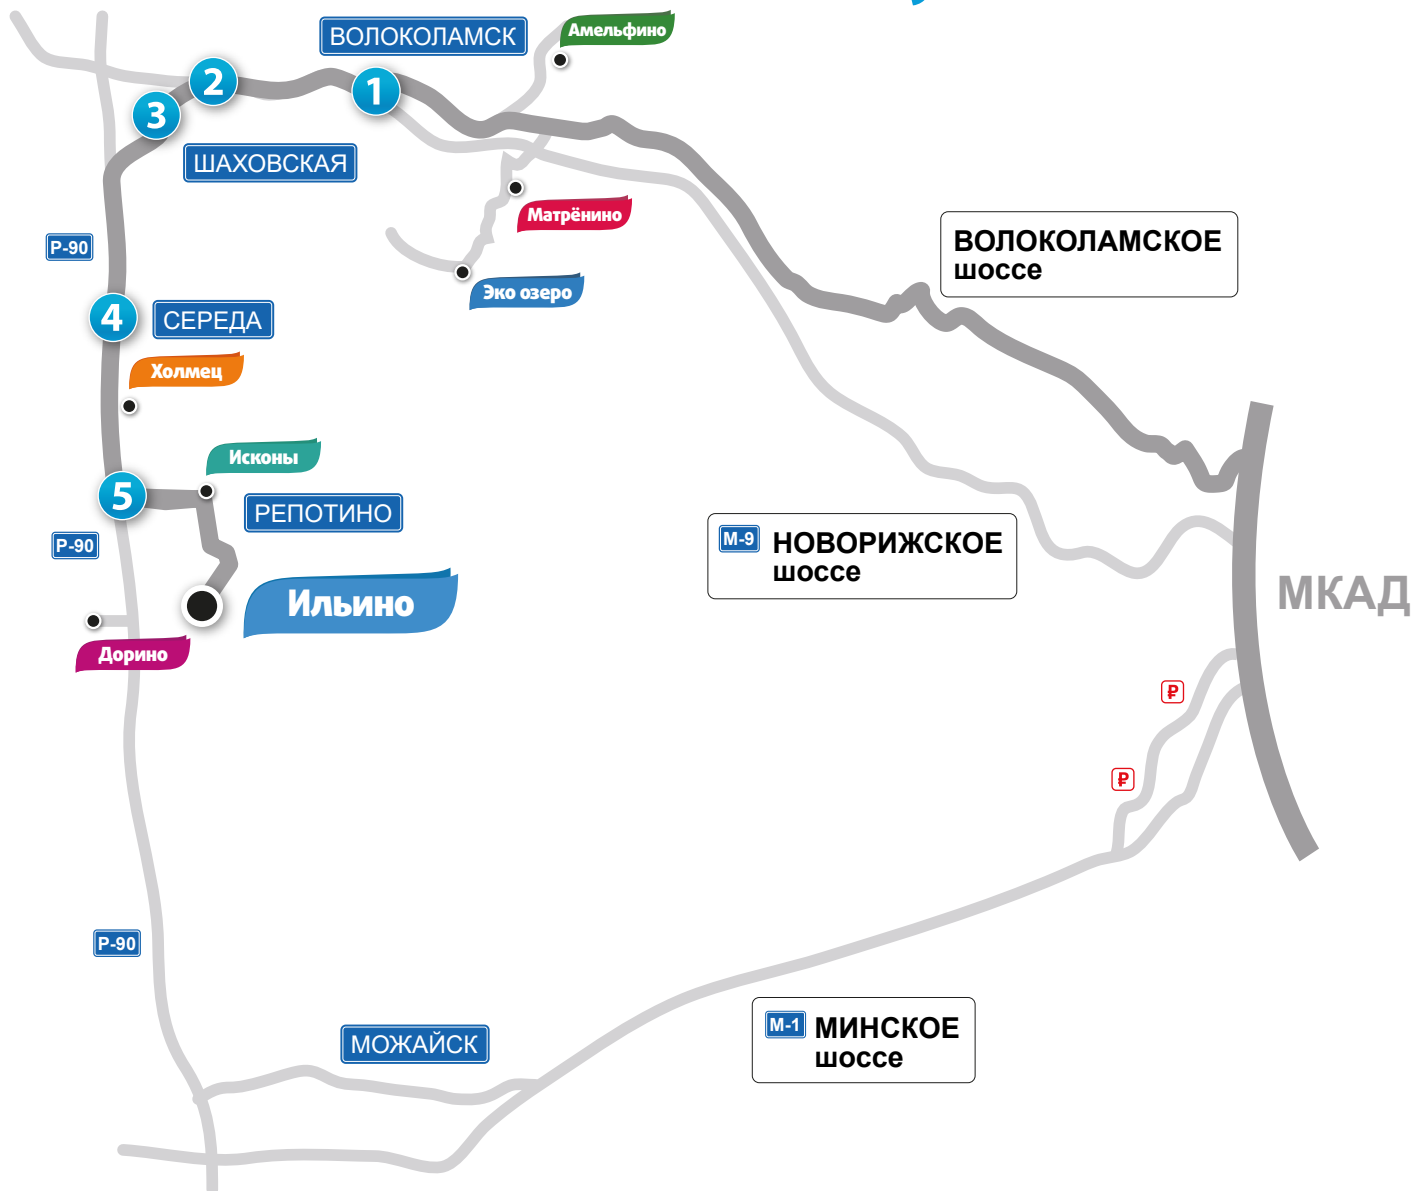 Амельфино
ВОЛОКОЛАМСК
2
1
3
ШАХОВСКАЯ
Матрёнино
Р-90
ВОЛОКОЛАМСКОЕ
шоссе
Эко озеро
4
СЕРЕДА
Холмец
Исконы
5
РЕПОТИНО
Р-90
М-9 НОВОРИЖСКОЕ
шоссе
МКАД
Ильино
Дорино
₽
₽
Р-90
М-1 МИНСКОЕ
шоссе
МОЖАЙСК